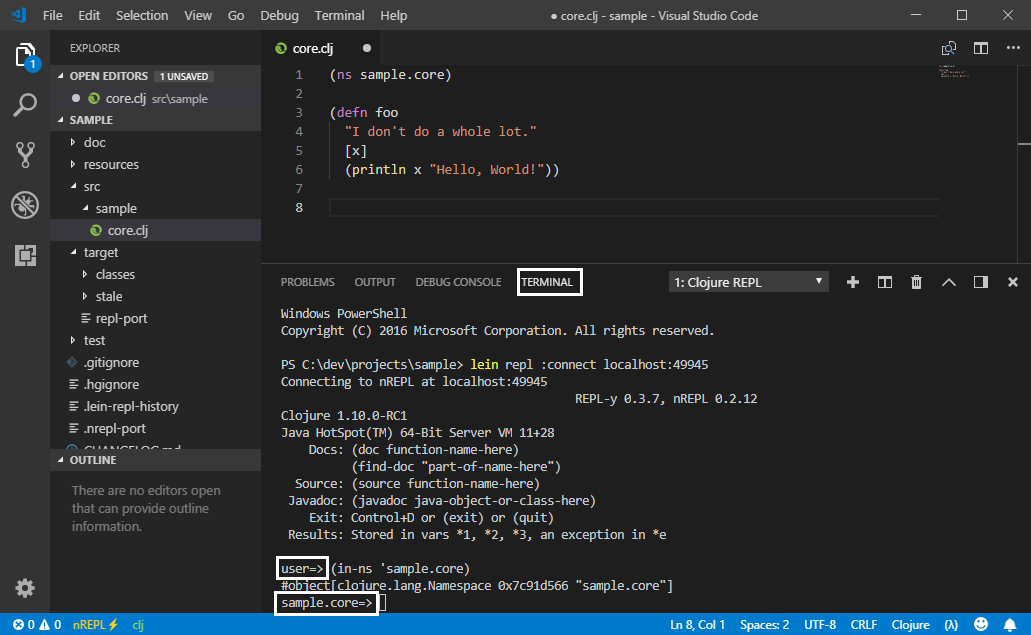 File Edit Selection View Go Debug Terminal Help ● core.clj - sample - Visual Studio Code
EXPLORER
OPEN EDITORS 1 UNSAVED
core.clj src\sample
SAMPLE
doc
resources
src
sample
core.clj
target
classes
stale
repl-port
test
.gitignore
.hgignore
.lein-repl-history
.nrepl-port
CHANGELOG.md
OUTLINE
There are no editors open
that can provide outline
information.
1
core.clj
1 (ns sample.core)
2
3 (defn foo
4 "I don't do a whole lot."
5 [x]
6 (println x "Hello, World!"))
7
8
PROBLEMS OUTPUT DEBUG CONSOLE TERMINAL 1: Clojure REPL
Windows PowerShell
Copyright (C) 2016 Microsoft Corporation. All rights reserved.
PS C:\dev\projects\sample> lein repl :connect localhost:49945
Connecting to nREPL at localhost:49945
REPL-y 0.3.7, nREPL 0.2.12
Clojure 1.10.0-RC1
Java HotSpot(TM) 64-Bit Server VM 11+28
Docs: (doc function-name-here)
(find-doc "part-of-name-here")
Source: (source function-name-here)
Javadoc: (javadoc java-object-or-class-here)
Exit: Control+D or (exit) or (quit)
Results: Stored in vars *1, *2, *3, an exception in *e
user=> (in-ns 'sample.core)
#object[clojure.lang.Namespace 0x7c91d566 "sample.core"]
sample.core=>
0 0 nREPL⚡ clj Ln 8, Col 1 Spaces: 2 UTF-8 CRLF Clojure (λ)